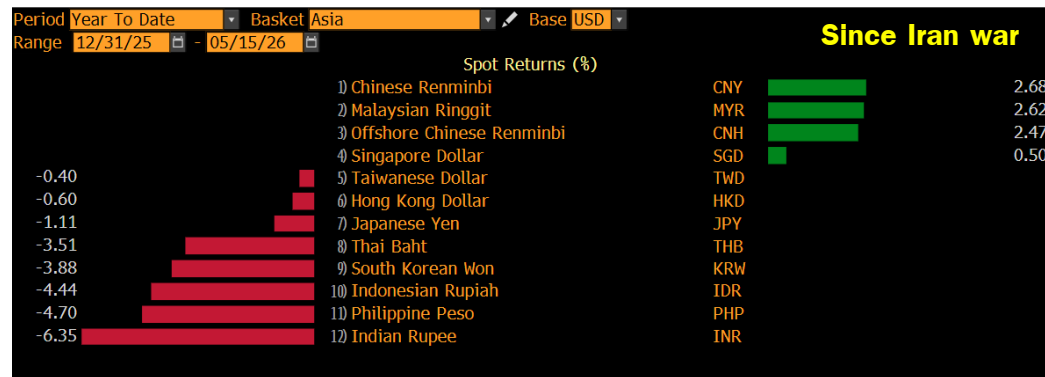 Period Year To Date Basket Asia Base USD
Range 12/31/25 - 05/15/26
Since Iran war
Spot Returns (%)
1) Chinese Renminbi CNY 2.68
2) Malaysian Ringgit MYR 2.62
3) Offshore Chinese Renminbi CNH 2.47
4) Singapore Dollar SGD 0.50
-0.40 5) Taiwanese Dollar TWD
-0.60 6) Hong Kong Dollar HKD
-1.11 7) Japanese Yen JPY
-3.51 8) Thai Baht THB
-3.88 9) South Korean Won KRW
-4.44 10) Indonesian Rupiah IDR
-4.70 11) Philippine Peso PHP
-6.35 12) Indian Rupee INR